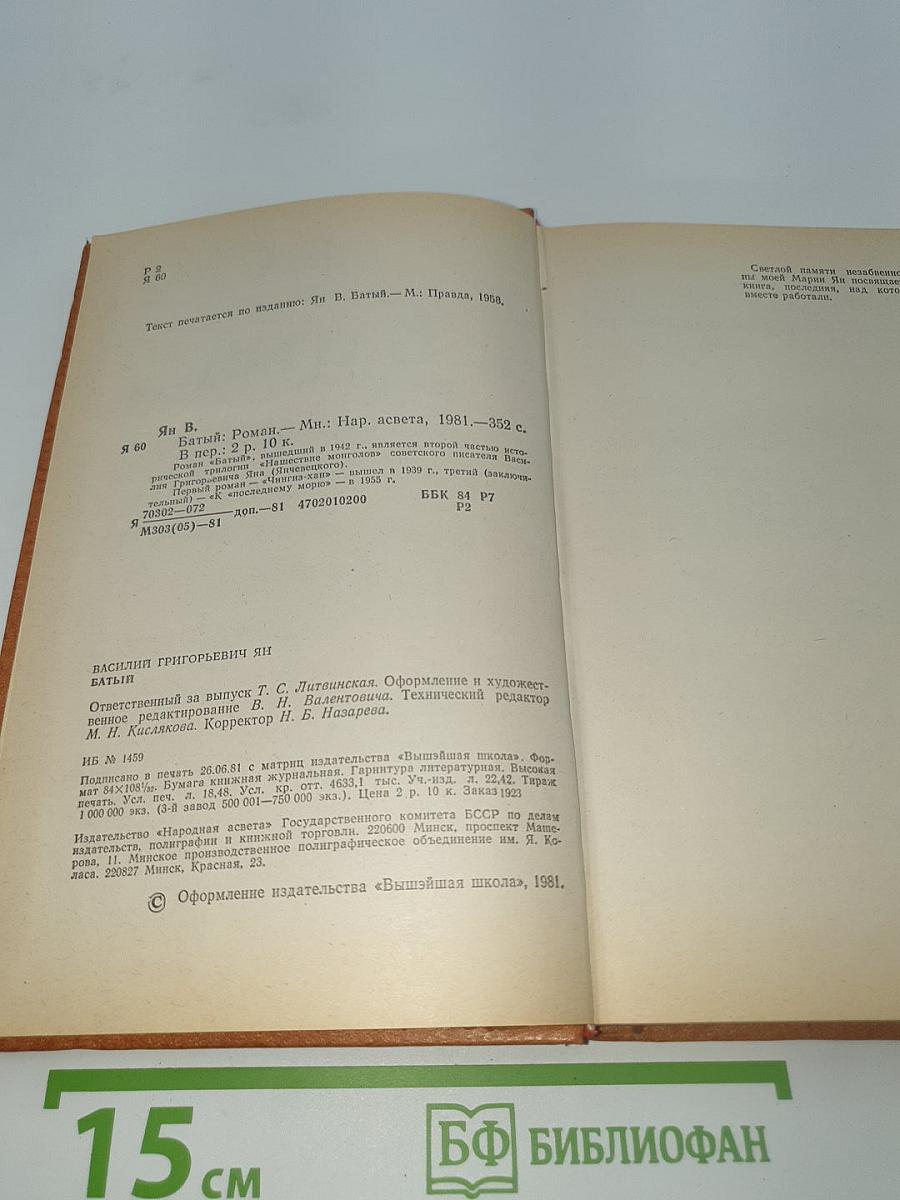 Р 2
Я 60
Текст печатается по изданию: Ян В. Батый.— М.: Правда, 1958.
Ян В.
Я 60 Батый: Роман.— Мн.: Нар. асвета, 1981.—352 с.
В пер.: 2 р. 10 к.
Роман «Батый», вышедший в 1942 г., является второй частью исто-
рической трилогии «Нашествие монголов» советского писателя Васи-
лия Григорьевича Яна (Янчевецкого).
Первый роман — «Чингиз-хан» — вышел в 1939 г., третий (заключи-
тельный) — «К «последнему морю» — в 1955 г.
70302—072
Я доп.—81 4702010200
М303(05)—81
ББК 84 Р7
Р2
ВАСИЛИЙ ГРИГОРЬЕВИЧ ЯН
БАТЫЙ
Ответственный за выпуск Т. С. Литвинская. Оформление и художест-
венное редактирование В. Н. Валентовича. Технический редактор
М. Н. Кислякова. Корректор Н. Б. Назарева.
ИБ № 1459
Подписано в печать 26.06.81 с матриц издательства «Вышэйшая школа». Фор-
мат 84×108¹/₃₂. Бумага книжная журнальная. Гарнитура литературная. Высокая
печать. Усл. печ. л. 18,48. Усл. кр. отт. 4633,1 тыс. Уч.-изд. л. 22,42. Тираж
1 000 000 экз. (3-й завод 500 001—750 000 экз.). Цена 2 р. 10 к. Заказ 1923
Издательство «Народная асвета» Государственного комитета БССР по делам
издательств, полиграфии и книжной торговли. 220600 Минск, проспект Маше-
рова, 11. Минское производственное полиграфическое объединение им. Я. Ко-
ласа. 220827 Минск, Красная, 23.
© Оформление издательства «Вышэйшая школа», 1981.
Светлой памяти незабвенно
ны моей Марии Ян посвящае
книга, последняя, над кото
вместе работали.
15 см
БФ БИБЛИОФАН